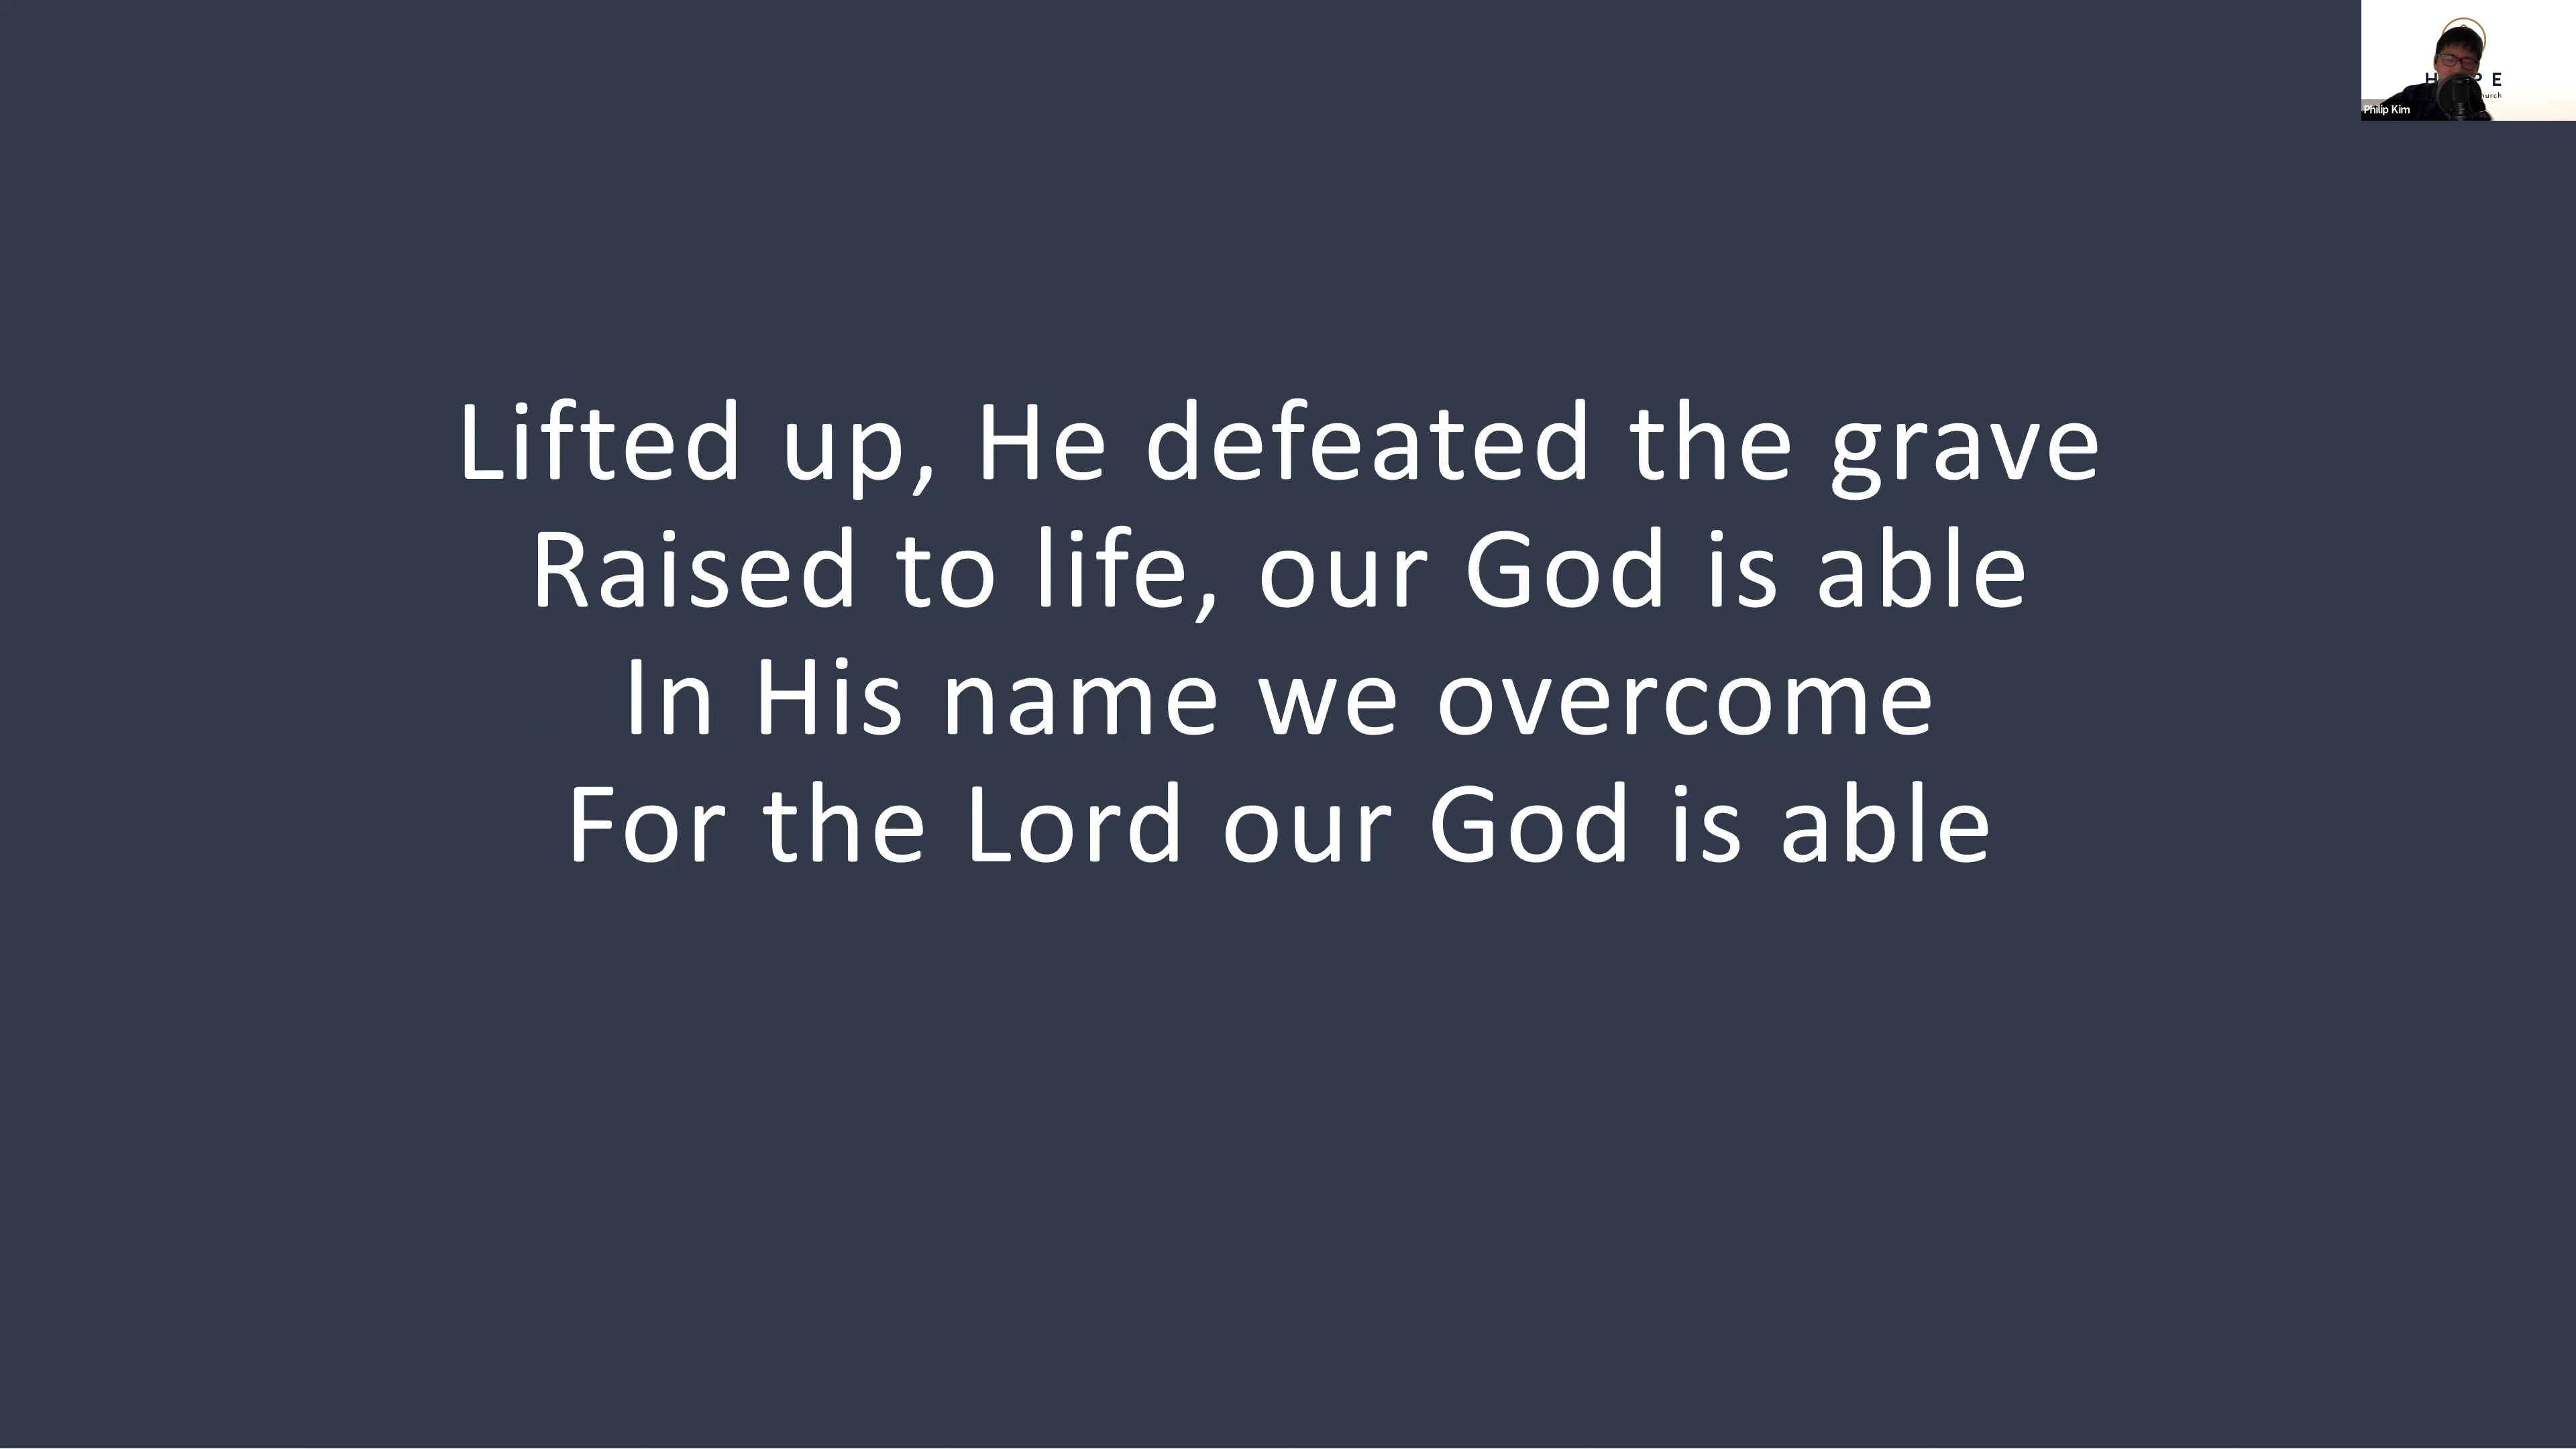 Lifted up, He defeated the grave
Raised to life, our God is able
In His name we overcome
For the Lord our God is able
Philip Kim